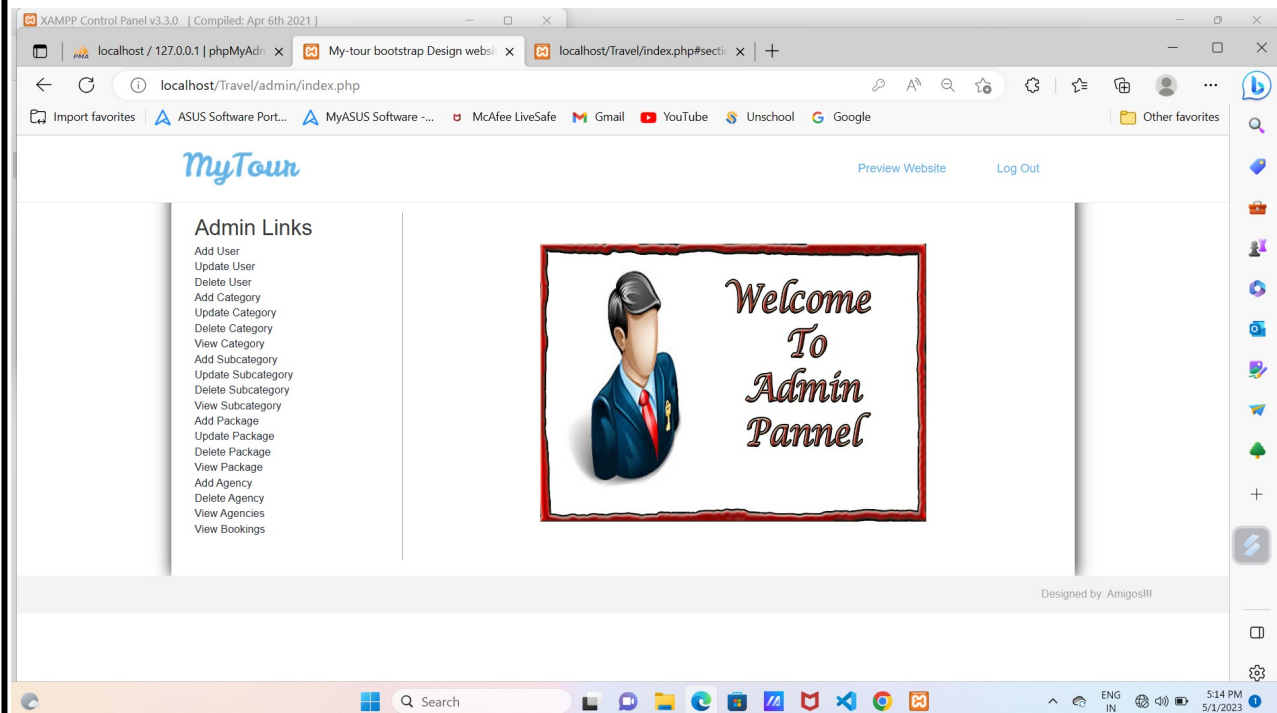 XAMPP Control Panel v3.3.0 [ Compiled: Apr 6th 2021 ]
PMA
localhost / 127.0.0.1 | phpMyAdn
My-tour bootstrap Design websi
localhost/Travel/index.php#sectio
localhost/Travel/admin/index.php
Import favorites
ASUS Software Port...
MyASUS Software -...
McAfee LiveSafe
Gmail
YouTube
Unschool
Google
Other favorites
MyTour
Preview Website
Log Out
Admin Links
Add User
Update User
Delete User
Add Category
Update Category
Delete Category
View Category
Add Subcategory
Update Subcategory
Delete Subcategory
View Subcategory
Add Package
Update Package
Delete Package
View Package
Add Agency
Delete Agency
View Agencies
View Bookings
Welcome
To
Admin
Pannel
Designed by: Amigos!!!
Search
ENG
IN
5:14 PM
5/1/2023
1